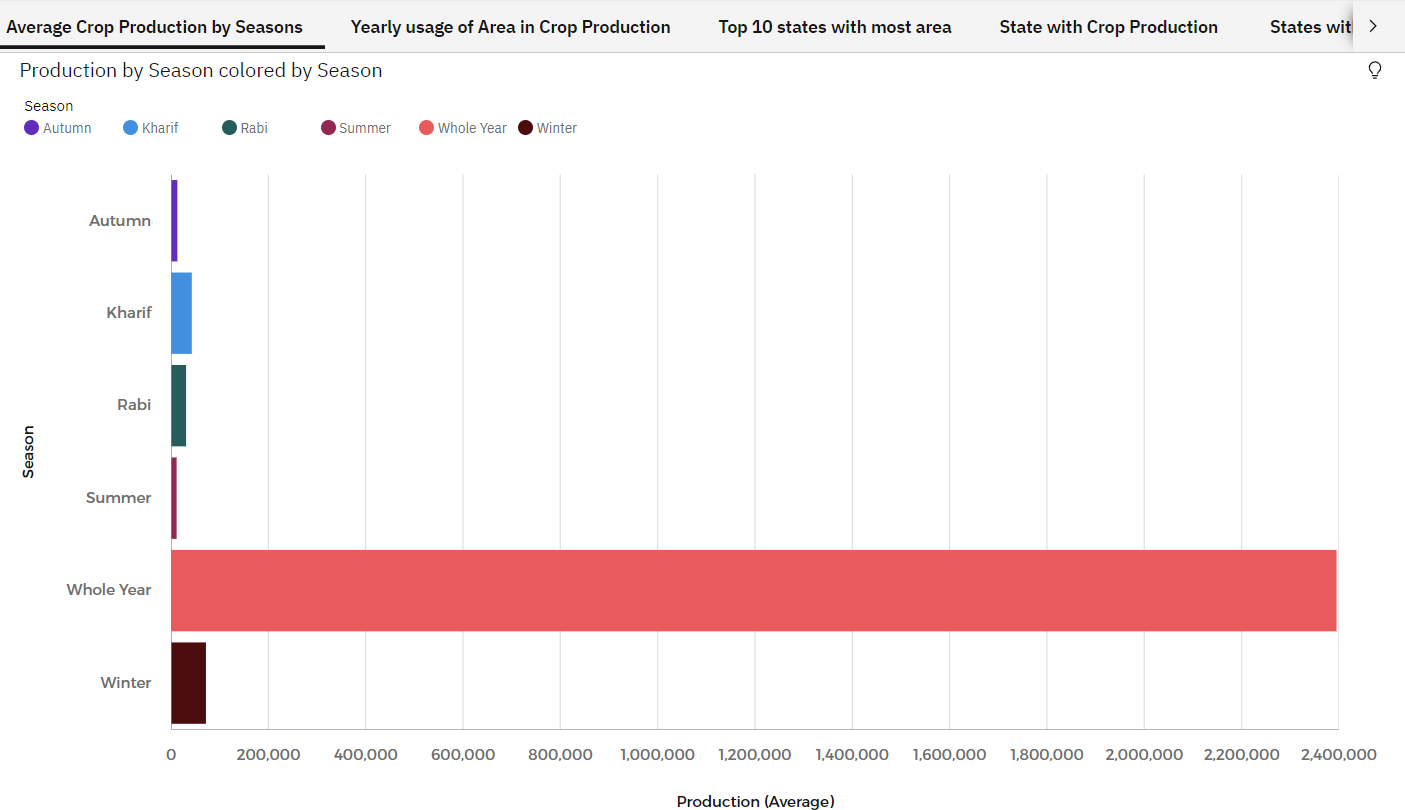 Average Crop Production by Seasons
Yearly usage of Area in Crop Production
Top 10 states with most area
State with Crop Production
States wit
Production by Season colored by Season
Season
Autumn
Kharif
Rabi
Summer
Whole Year
Winter
Autumn
Kharif
Rabi
Summer
Whole Year
Winter
Season
0
200,000
400,000
600,000
800,000
1,000,000
1,200,000
1,400,000
1,600,000
1,800,000
2,000,000
2,200,000
2,400,000
Production (Average)